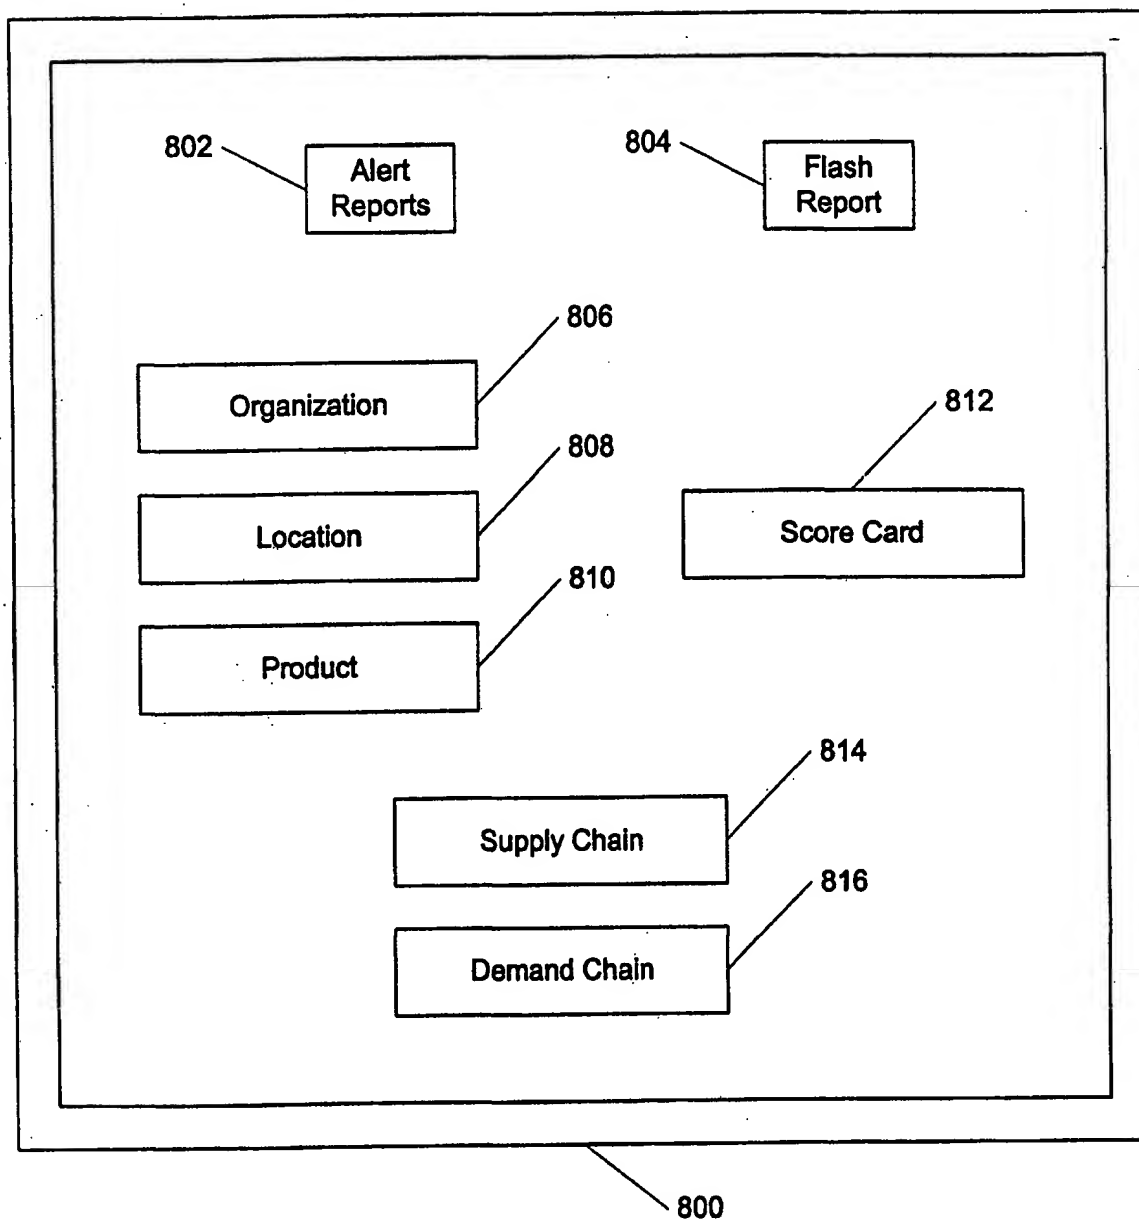 802
Alert
Reports
804
Flash
Report
806
Organization
812
808
Location
Score Card
810
Product
814
Supply Chain
816
Demand Chain
800